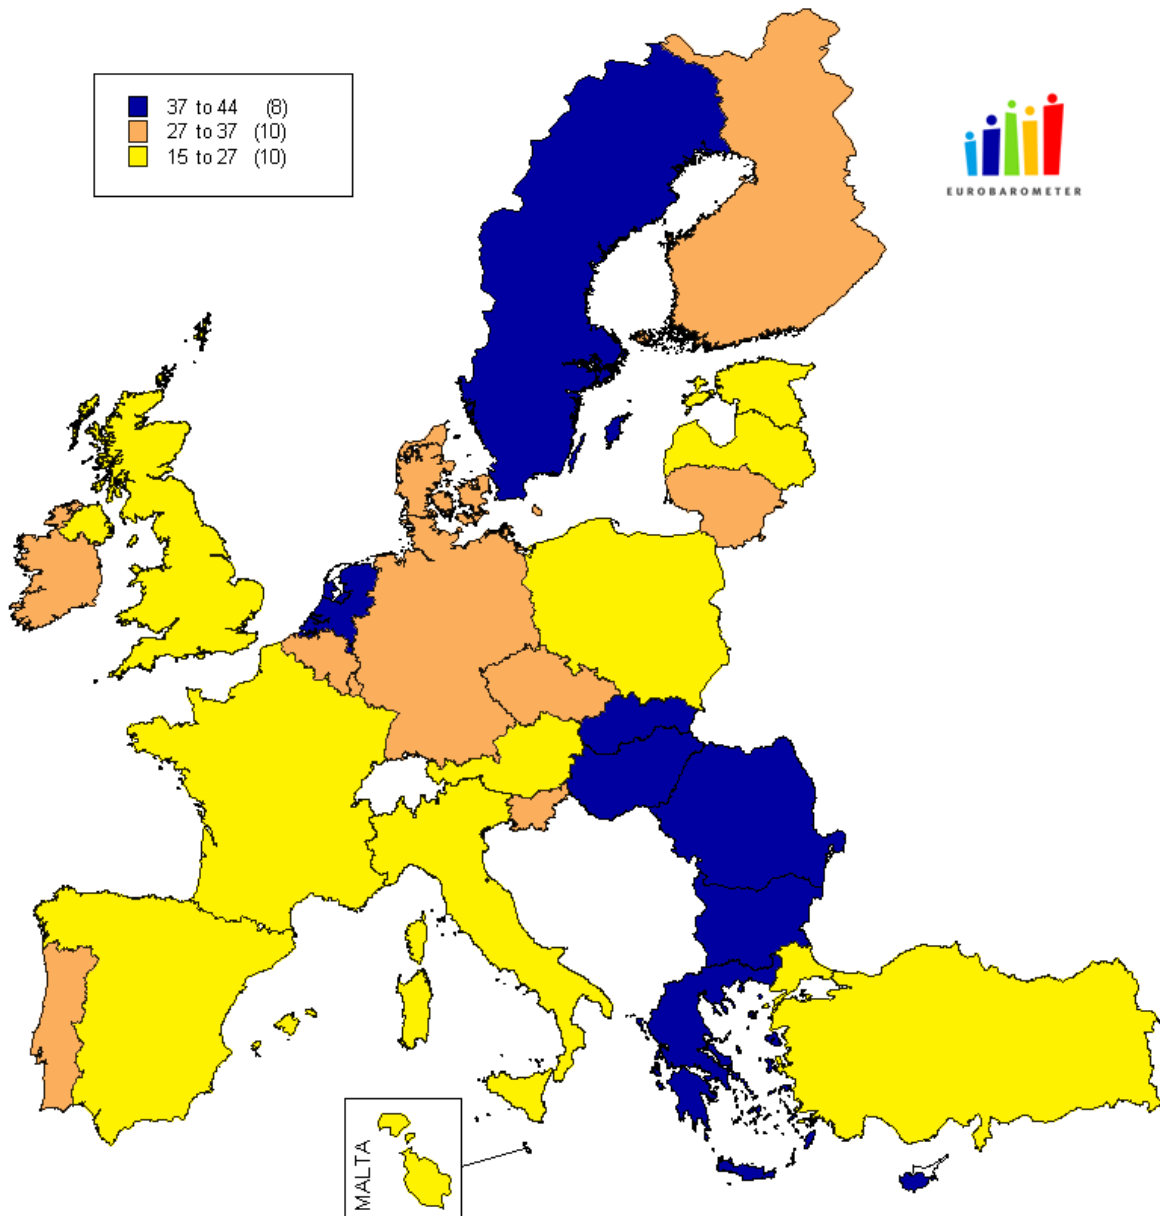 37 to 44 (8)
27 to 37 (10)
15 to 27 (10)
EUROBAROMETER
MALTA